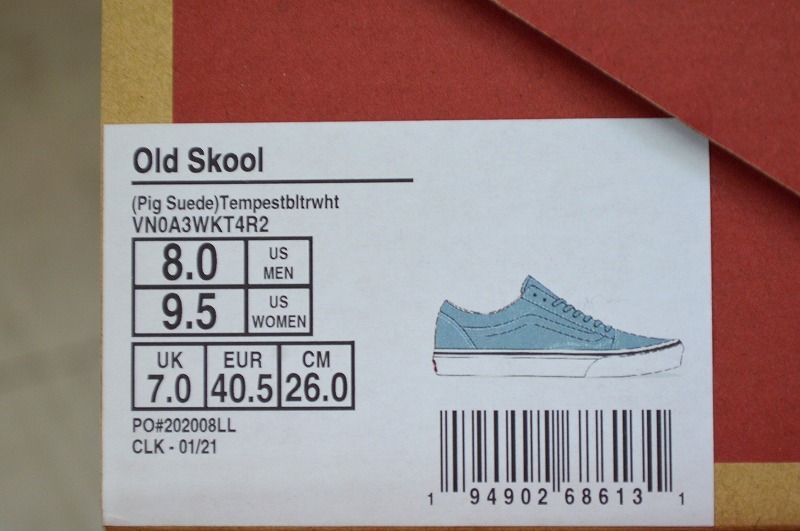 Old Skool
(Pig Suede)Tempestbltrwht
VN0A3WKT4R2
8.0 US MEN
9.5 US WOMEN
UK EUR CM
7.0 40.5 26.0
PO#202008LL
CLK - 01/21
1 94902 68613 1